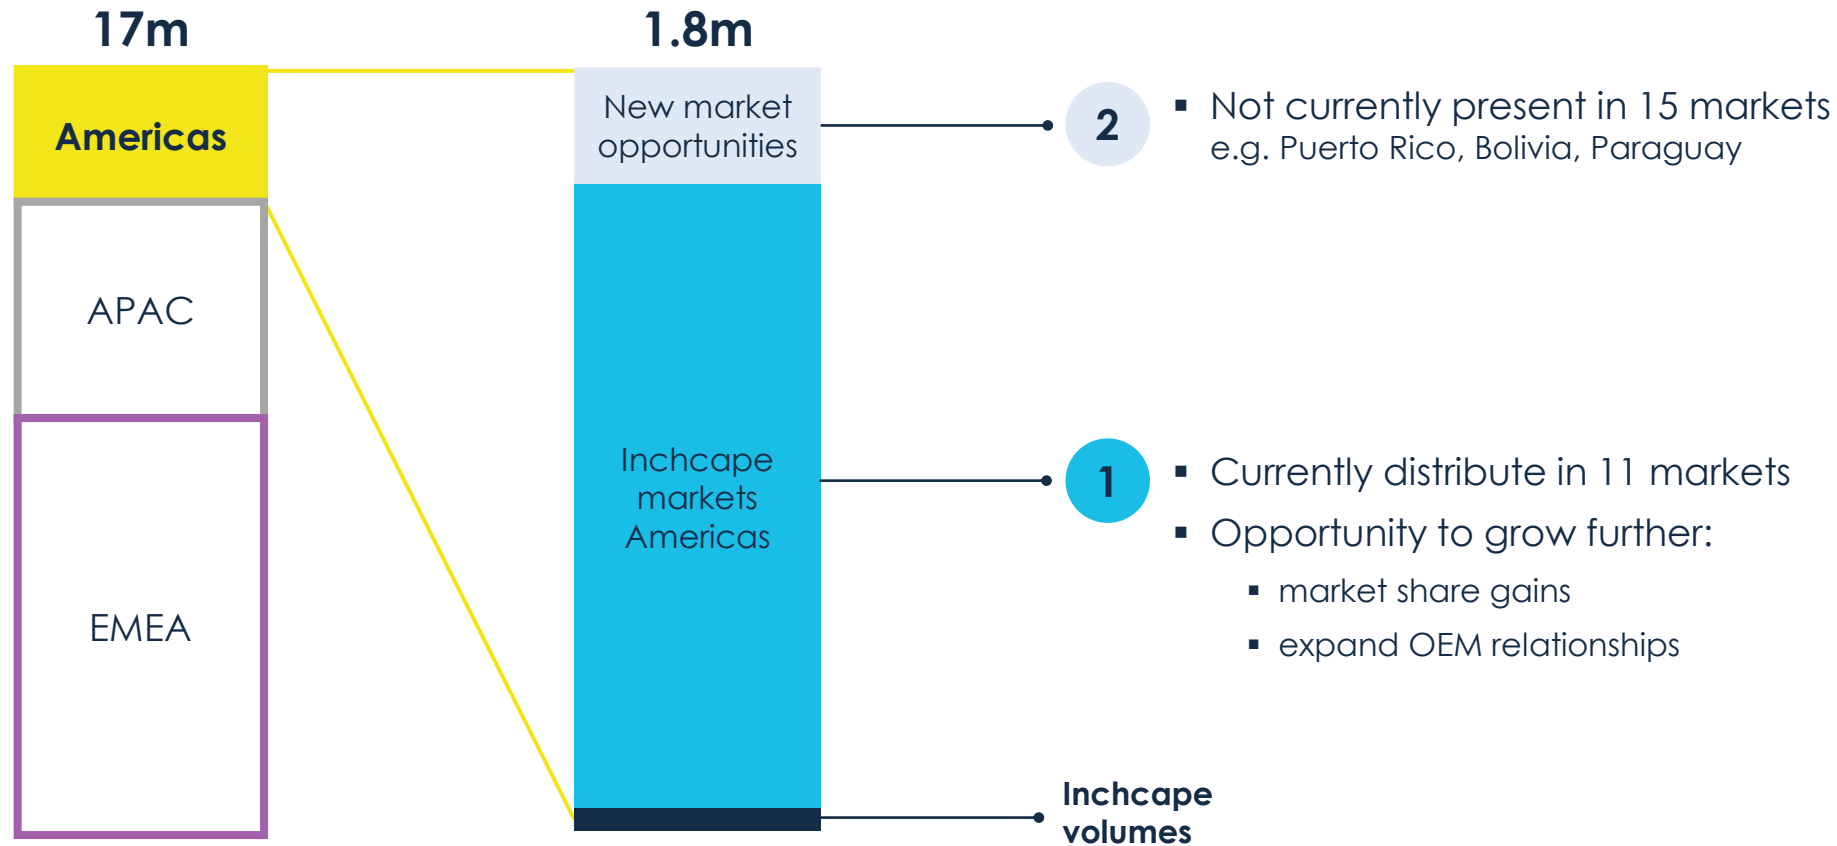 17m
Americas
APAC
EMEA
1.8m
New market
opportunities
Inchcape
markets
Americas
2
▪ Not currently present in 15 markets
e.g. Puerto Rico, Bolivia, Paraguay
1
▪ Currently distribute in 11 markets
▪ Opportunity to grow further:
▪ market share gains
▪ expand OEM relationships
Inchcape
volumes